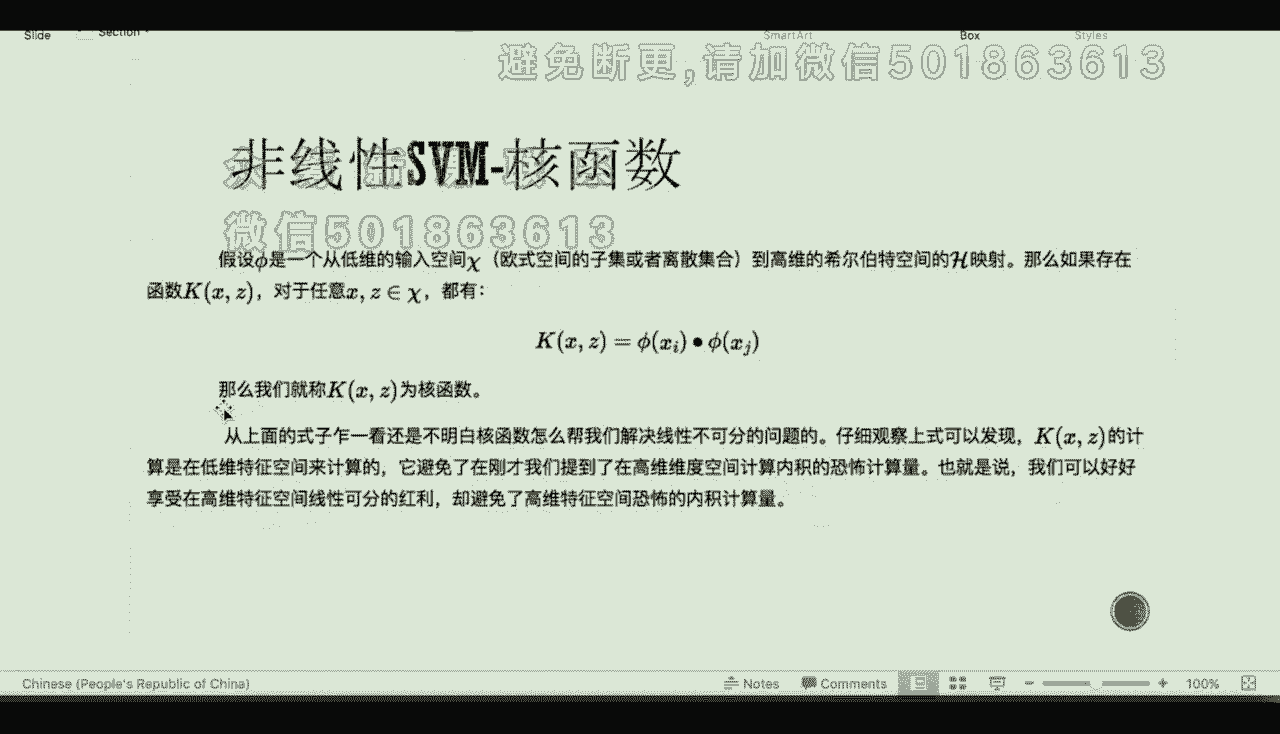 Slide
Section
SmartArt
Box
Styles
避免断更,请加微信501863613
非线性SVM-核函数
微信501863613
假设ϕ是一个从低维的输入空间χ（欧式空间的子集或者离散集合）到高维的希尔伯特空间的H映射。那么如果存在
函数K(x, z)，对于任意x, z ∈ χ，都有：
K(x, z) = ϕ(x_i) • ϕ(x_j)
那么我们就称K(x, z)为核函数。
从上面的式子乍一看还是不明白核函数怎么帮我们解决线性不可分的问题的。仔细观察上式可以发现，K(x, z)的计
算是在低维特征空间来计算的，它避免了在刚才我们提到了在高维维度空间计算内积的恐怖计算量。也就是说，我们可以好好
享受在高维特征空间线性可分的红利，却避免了高维特征空间恐怖的内积计算量。
Chinese (People's Republic of China)
Notes
Comments
100%